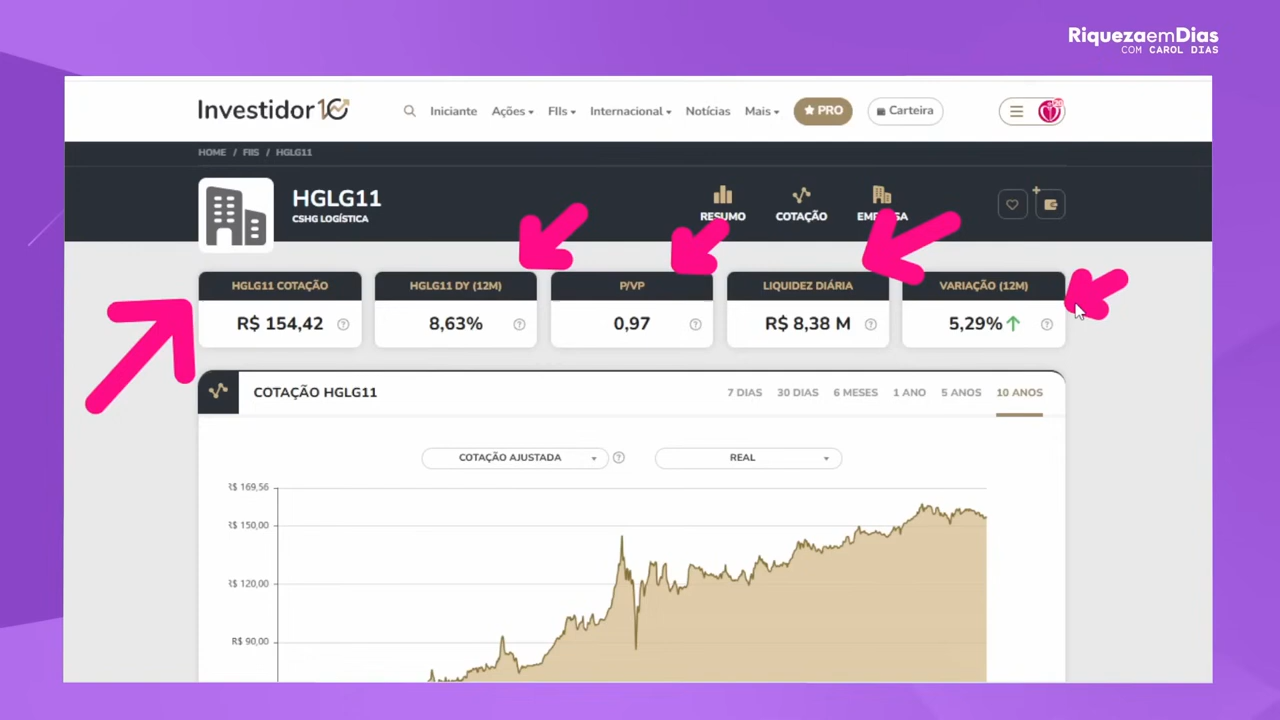 RiquezaemDias
COM CAROL DIAS
Investidor10
Iniciante Ações FIIs Internacional Notícias Mais PRO Carteira
HOME / FIIS / HGLG11
HGLG11
CSHG LOGÍSTICA
RESUMO COTAÇÃO EMPRESA
HGLG11 COTAÇÃO HGLG11 DY (12M) P/VP LIQUIDEZ DIÁRIA VARIAÇÃO (12M)
R$ 154,42 8,63% 0,97 R$ 8,38 M 5,29%
COTAÇÃO HGLG11 7 DIAS 30 DIAS 6 MESES 1 ANO 5 ANOS 10 ANOS
COTAÇÃO AJUSTADA REAL
R$ 169,56
R$ 150,00
R$ 120,00
R$ 90,00